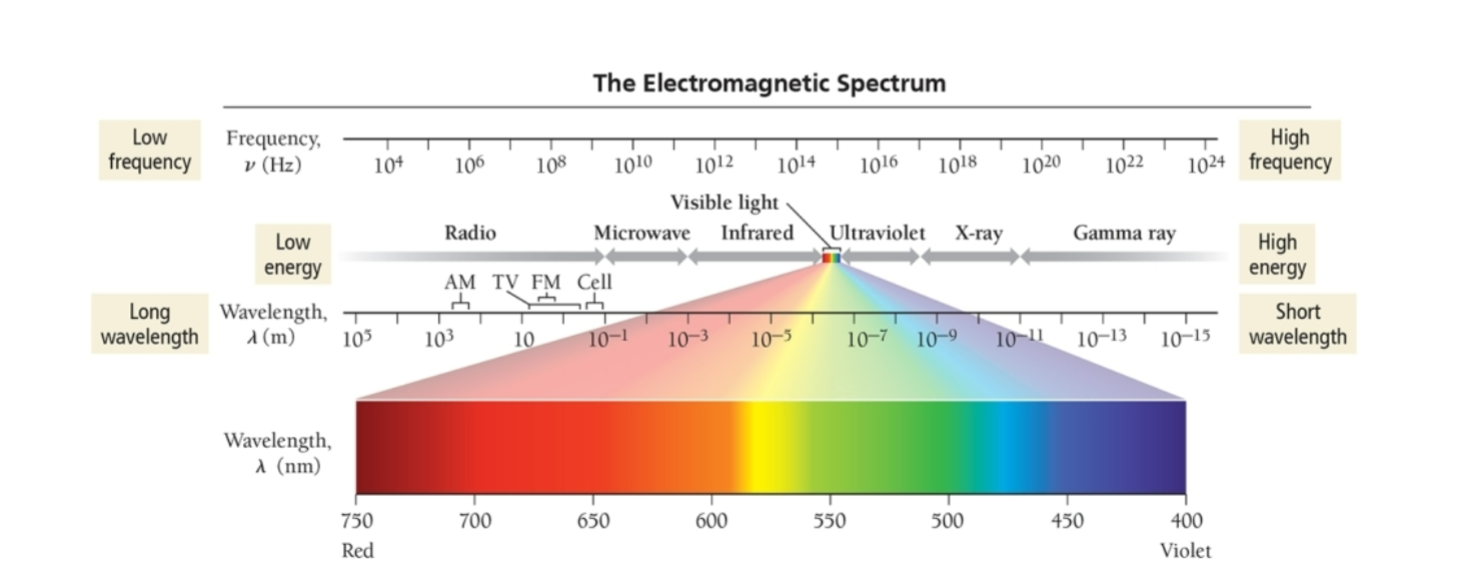 The Electromagnetic Spectrum
Low
frequency
Frequency,
ν (Hz)
10⁴ 10⁶ 10⁸ 10¹⁰ 10¹² 10¹⁴ 10¹⁶ 10¹⁸ 10²⁰ 10²² 10²⁴
High
frequency
Visible light
Low
energy
Radio Microwave Infrared Ultraviolet X-ray Gamma ray
High
energy
AM TV FM Cell
Long
wavelength
Wavelength,
λ (m)
10⁵ 10³ 10 10⁻¹ 10⁻³ 10⁻⁵ 10⁻⁷ 10⁻⁹ 10⁻¹¹ 10⁻¹³ 10⁻¹⁵
Short
wavelength
Wavelength,
λ (nm)
750 700 650 600 550 500 450 400
Red Violet